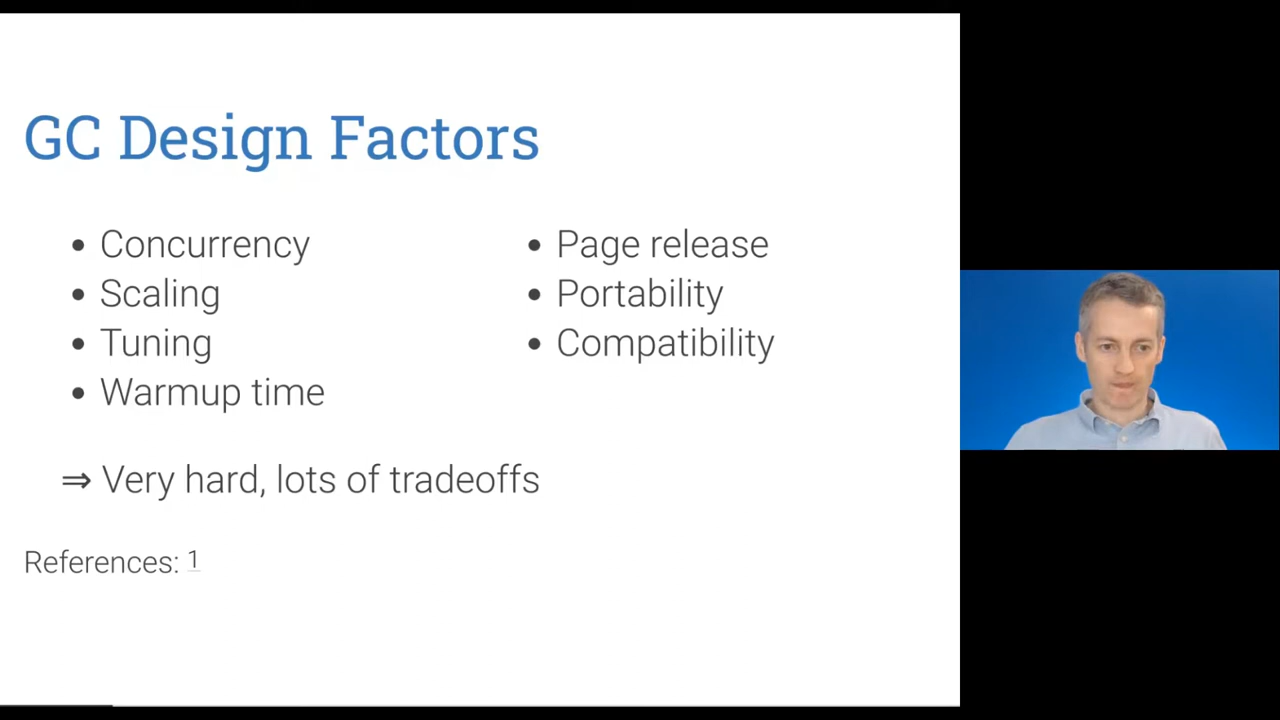 GC Design Factors
• Concurrency
• Scaling
• Tuning
• Warmup time
• Page release
• Portability
• Compatibility
⇒ Very hard, lots of tradeoffs
References: 1